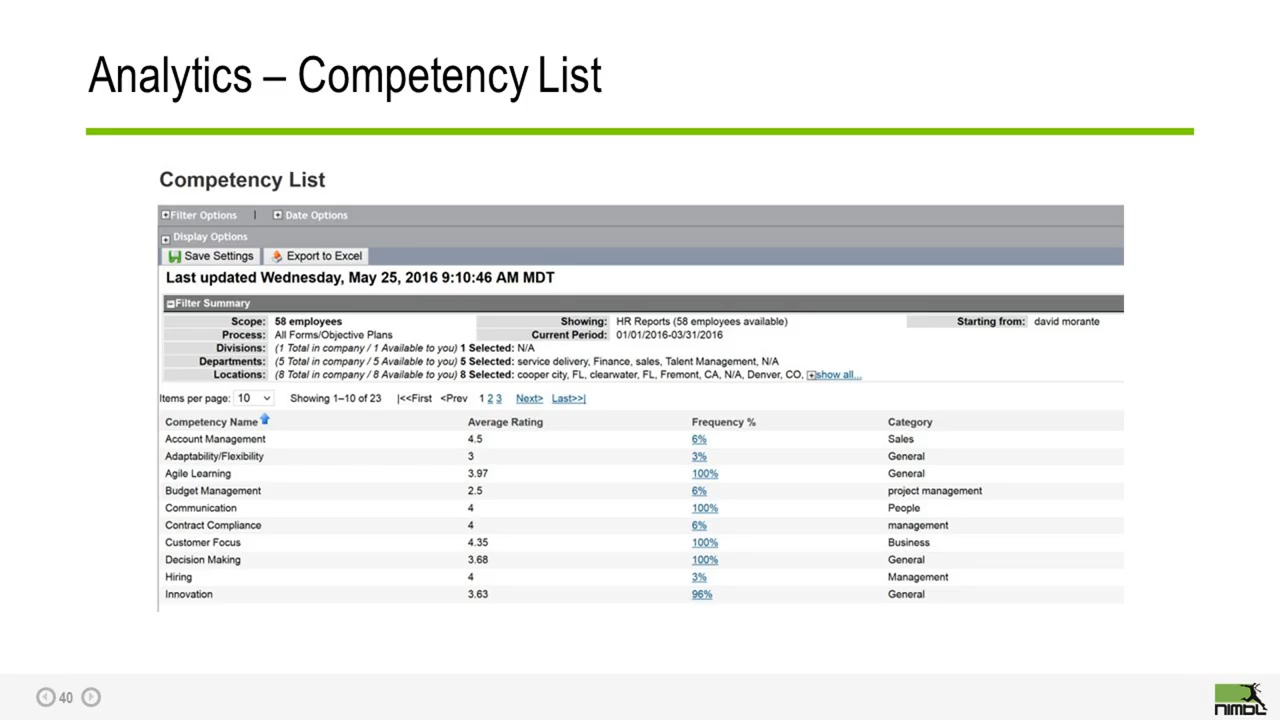 Analytics – Competency List
Competency List
Filter Options | Date Options
Display Options
Save Settings Export to Excel
Last updated Wednesday, May 25, 2016 9:10:46 AM MDT
Filter Summary
Scope: 58 employees Showing: HR Reports (58 employees available) Starting from: david morante
Process: All Forms/Objective Plans Current Period: 01/01/2016-03/31/2016
Divisions: (1 Total in company / 1 Available to you) 1 Selected: N/A
Departments: (5 Total in company / 5 Available to you) 5 Selected: service delivery, Finance, sales, Talent Management, N/A
Locations: (8 Total in company / 8 Available to you) 8 Selected: cooper city, FL, clearwater, FL, Fremont, CA, N/A, Denver, CO, show all...
Items per page: 10 Showing 1–10 of 23 |<<First <Prev 1 2 3 Next> Last>>|
Competency Name Average Rating Frequency % Category
Account Management 4.5 6% Sales
Adaptability/Flexibility 3 3% General
Agile Learning 3.97 100% General
Budget Management 2.5 6% project management
Communication 4 100% People
Contract Compliance 4 6% management
Customer Focus 4.35 100% Business
Decision Making 3.68 100% General
Hiring 4 3% Management
Innovation 3.63 96% General
40
NIMBL